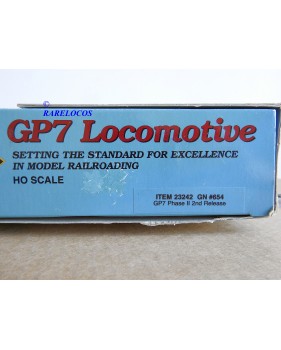 © RARELOCOS
GP7 Locomotive
SETTING THE STANDARD FOR EXCELLENCE
IN MODEL RAILROADING
HO SCALE
ITEM 23242 GN #654
GP7 Phase II 2nd Release